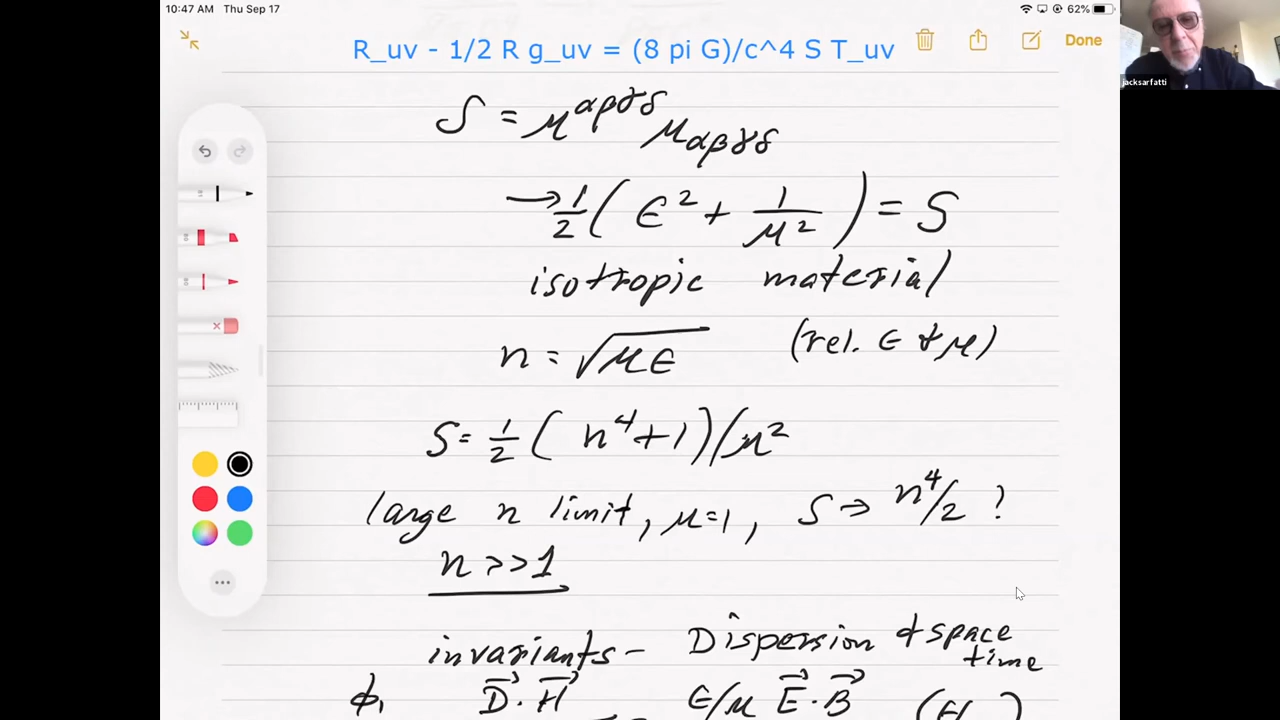 10:47 AM Thu Sep 17
62%
jacksarfatti
R_uv - 1/2 R g_uv = (8 pi G)/c^4 S T_uv
Done
S = μ^αβγδ μ_αβγδ
→ 1/2 ( ϵ² + 1/μ² ) = S
isotropic material
n = √με (rel. ϵ & μ)
S = 1/2 ( n⁴ + 1)/μ²
large n limit, μ=1, S → n⁴/2 ?
n >> 1
invariants - Dispersion & space
time
ϕ₁ D⃗ · H⃗ ϵ/μ E⃗ · B⃗